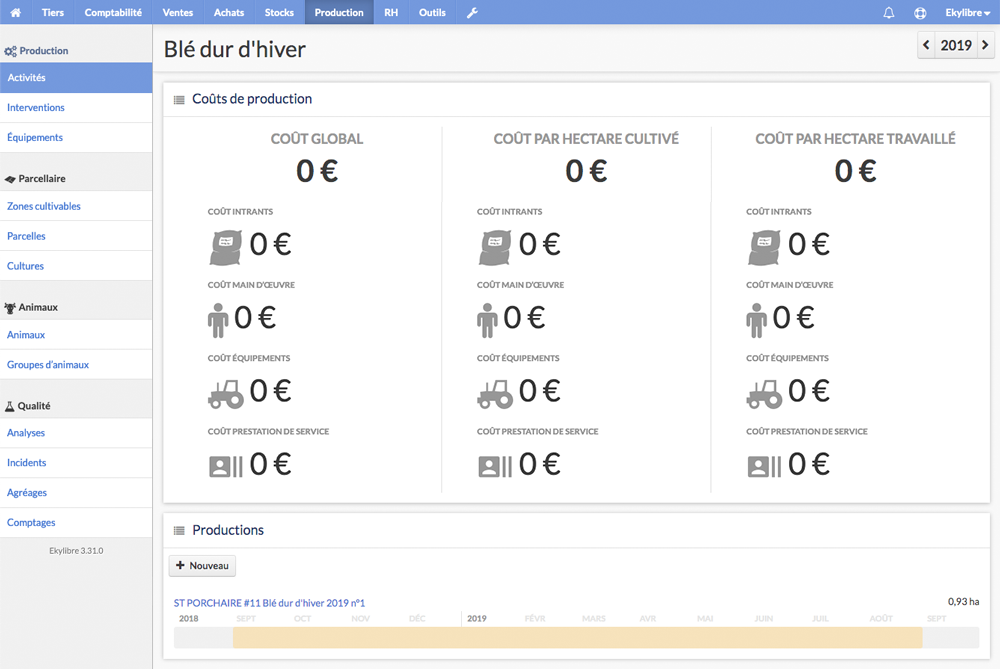 Tiers Comptabilité Ventes Achats Stocks Production RH Outils Ekylibre
Production
Activités
Interventions
Équipements
Parcellaire
Zones cultivables
Parcelles
Cultures
Animaux
Animaux
Groupes d'animaux
Qualité
Analyses
Incidents
Agréages
Comptages
Ekylibre 3.31.0
Blé dur d'hiver
2019
Coûts de production
COÛT GLOBAL
0 €
COÛT INTRANTS
0 €
COÛT MAIN D'ŒUVRE
0 €
COÛT ÉQUIPEMENTS
0 €
COÛT PRESTATION DE SERVICE
0 €
COÛT PAR HECTARE CULTIVÉ
0 €
COÛT INTRANTS
0 €
COÛT MAIN D'ŒUVRE
0 €
COÛT ÉQUIPEMENTS
0 €
COÛT PRESTATION DE SERVICE
0 €
COÛT PAR HECTARE TRAVAILLÉ
0 €
COÛT INTRANTS
0 €
COÛT MAIN D'ŒUVRE
0 €
COÛT ÉQUIPEMENTS
0 €
COÛT PRESTATION DE SERVICE
0 €
Productions
+ Nouveau
ST PORCHAIRE #11 Blé dur d'hiver 2019 n°1 0,93 ha
2018 SEPT OCT NOV DÉC 2019 FÉVR MARS AVR MAI JUIN JUIL AOÛT SEPT